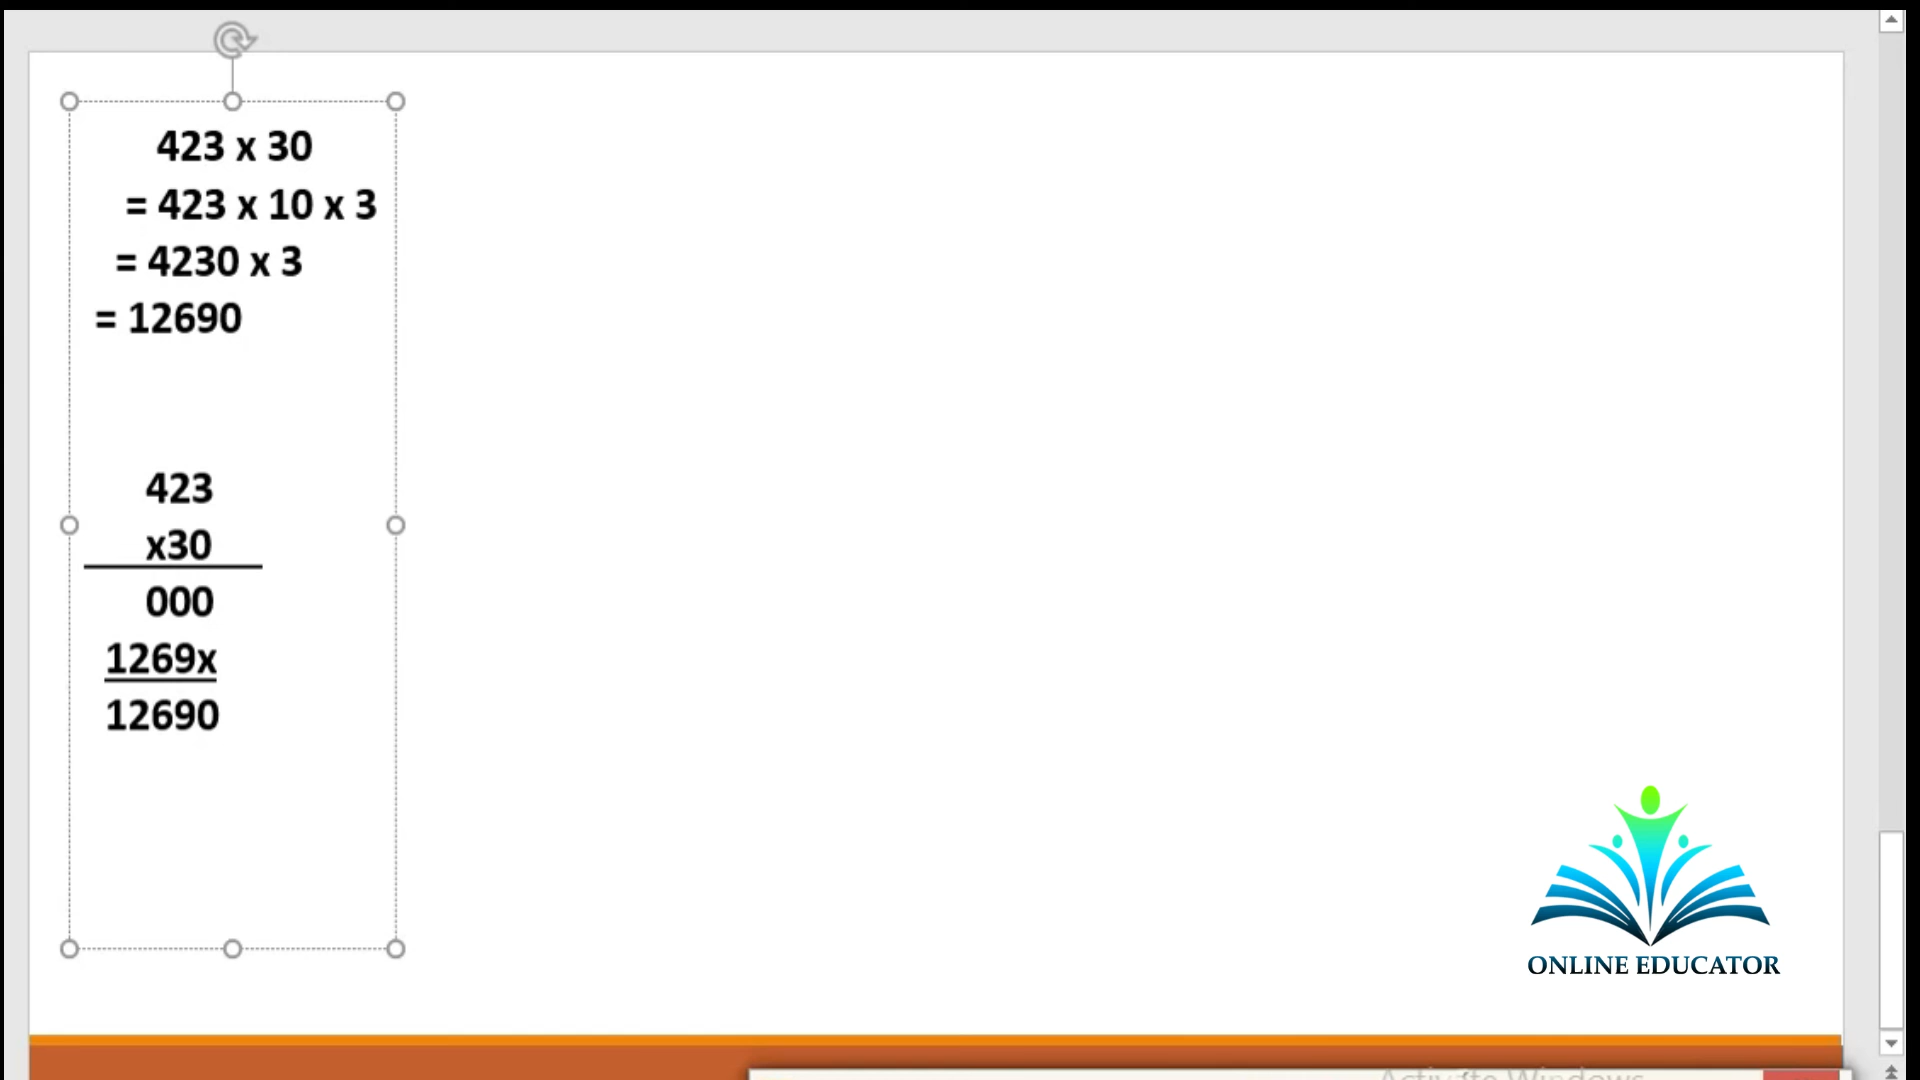 423 x 30
= 423 x 10 x 3
= 4230 x 3
= 12690
423
x30
000
1269x
12690
ONLINE EDUCATOR